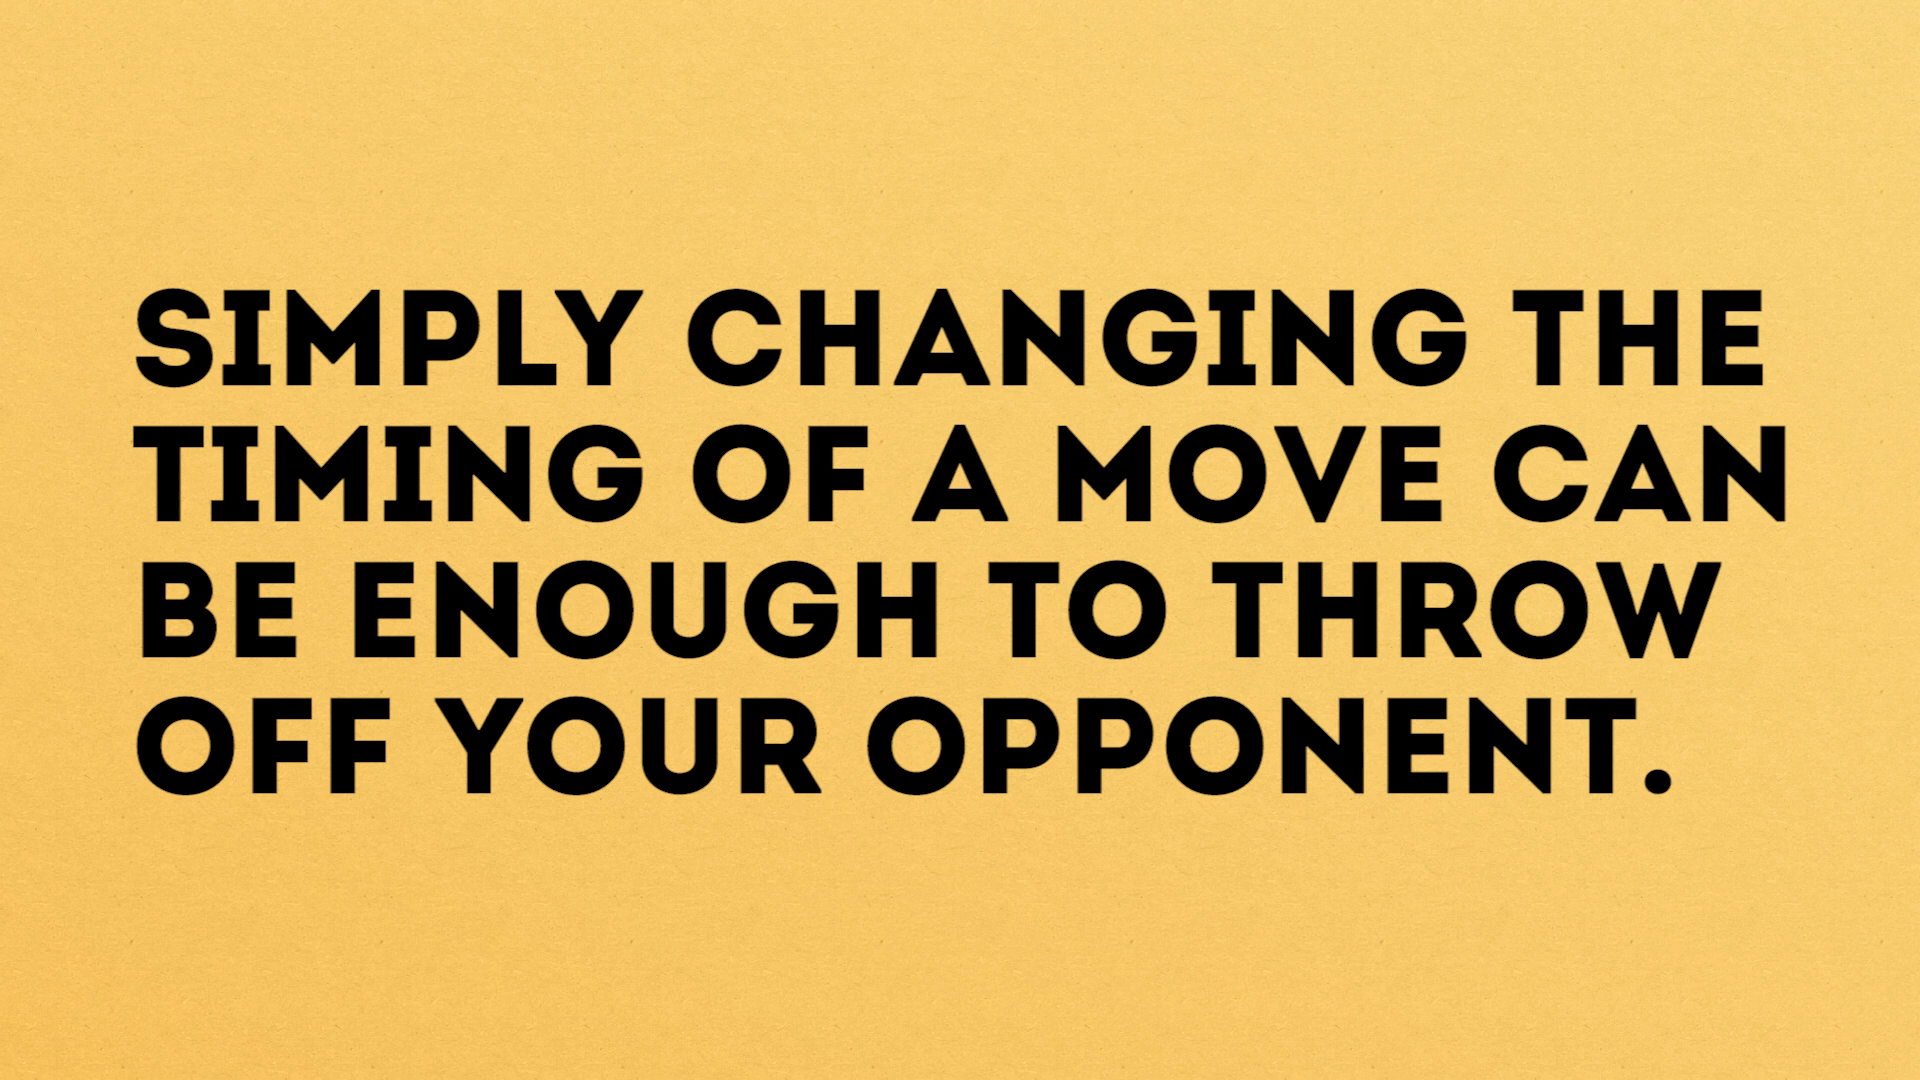 SIMPLY CHANGING THE
TIMING OF A MOVE CAN
BE ENOUGH TO THROW
OFF YOUR OPPONENT.